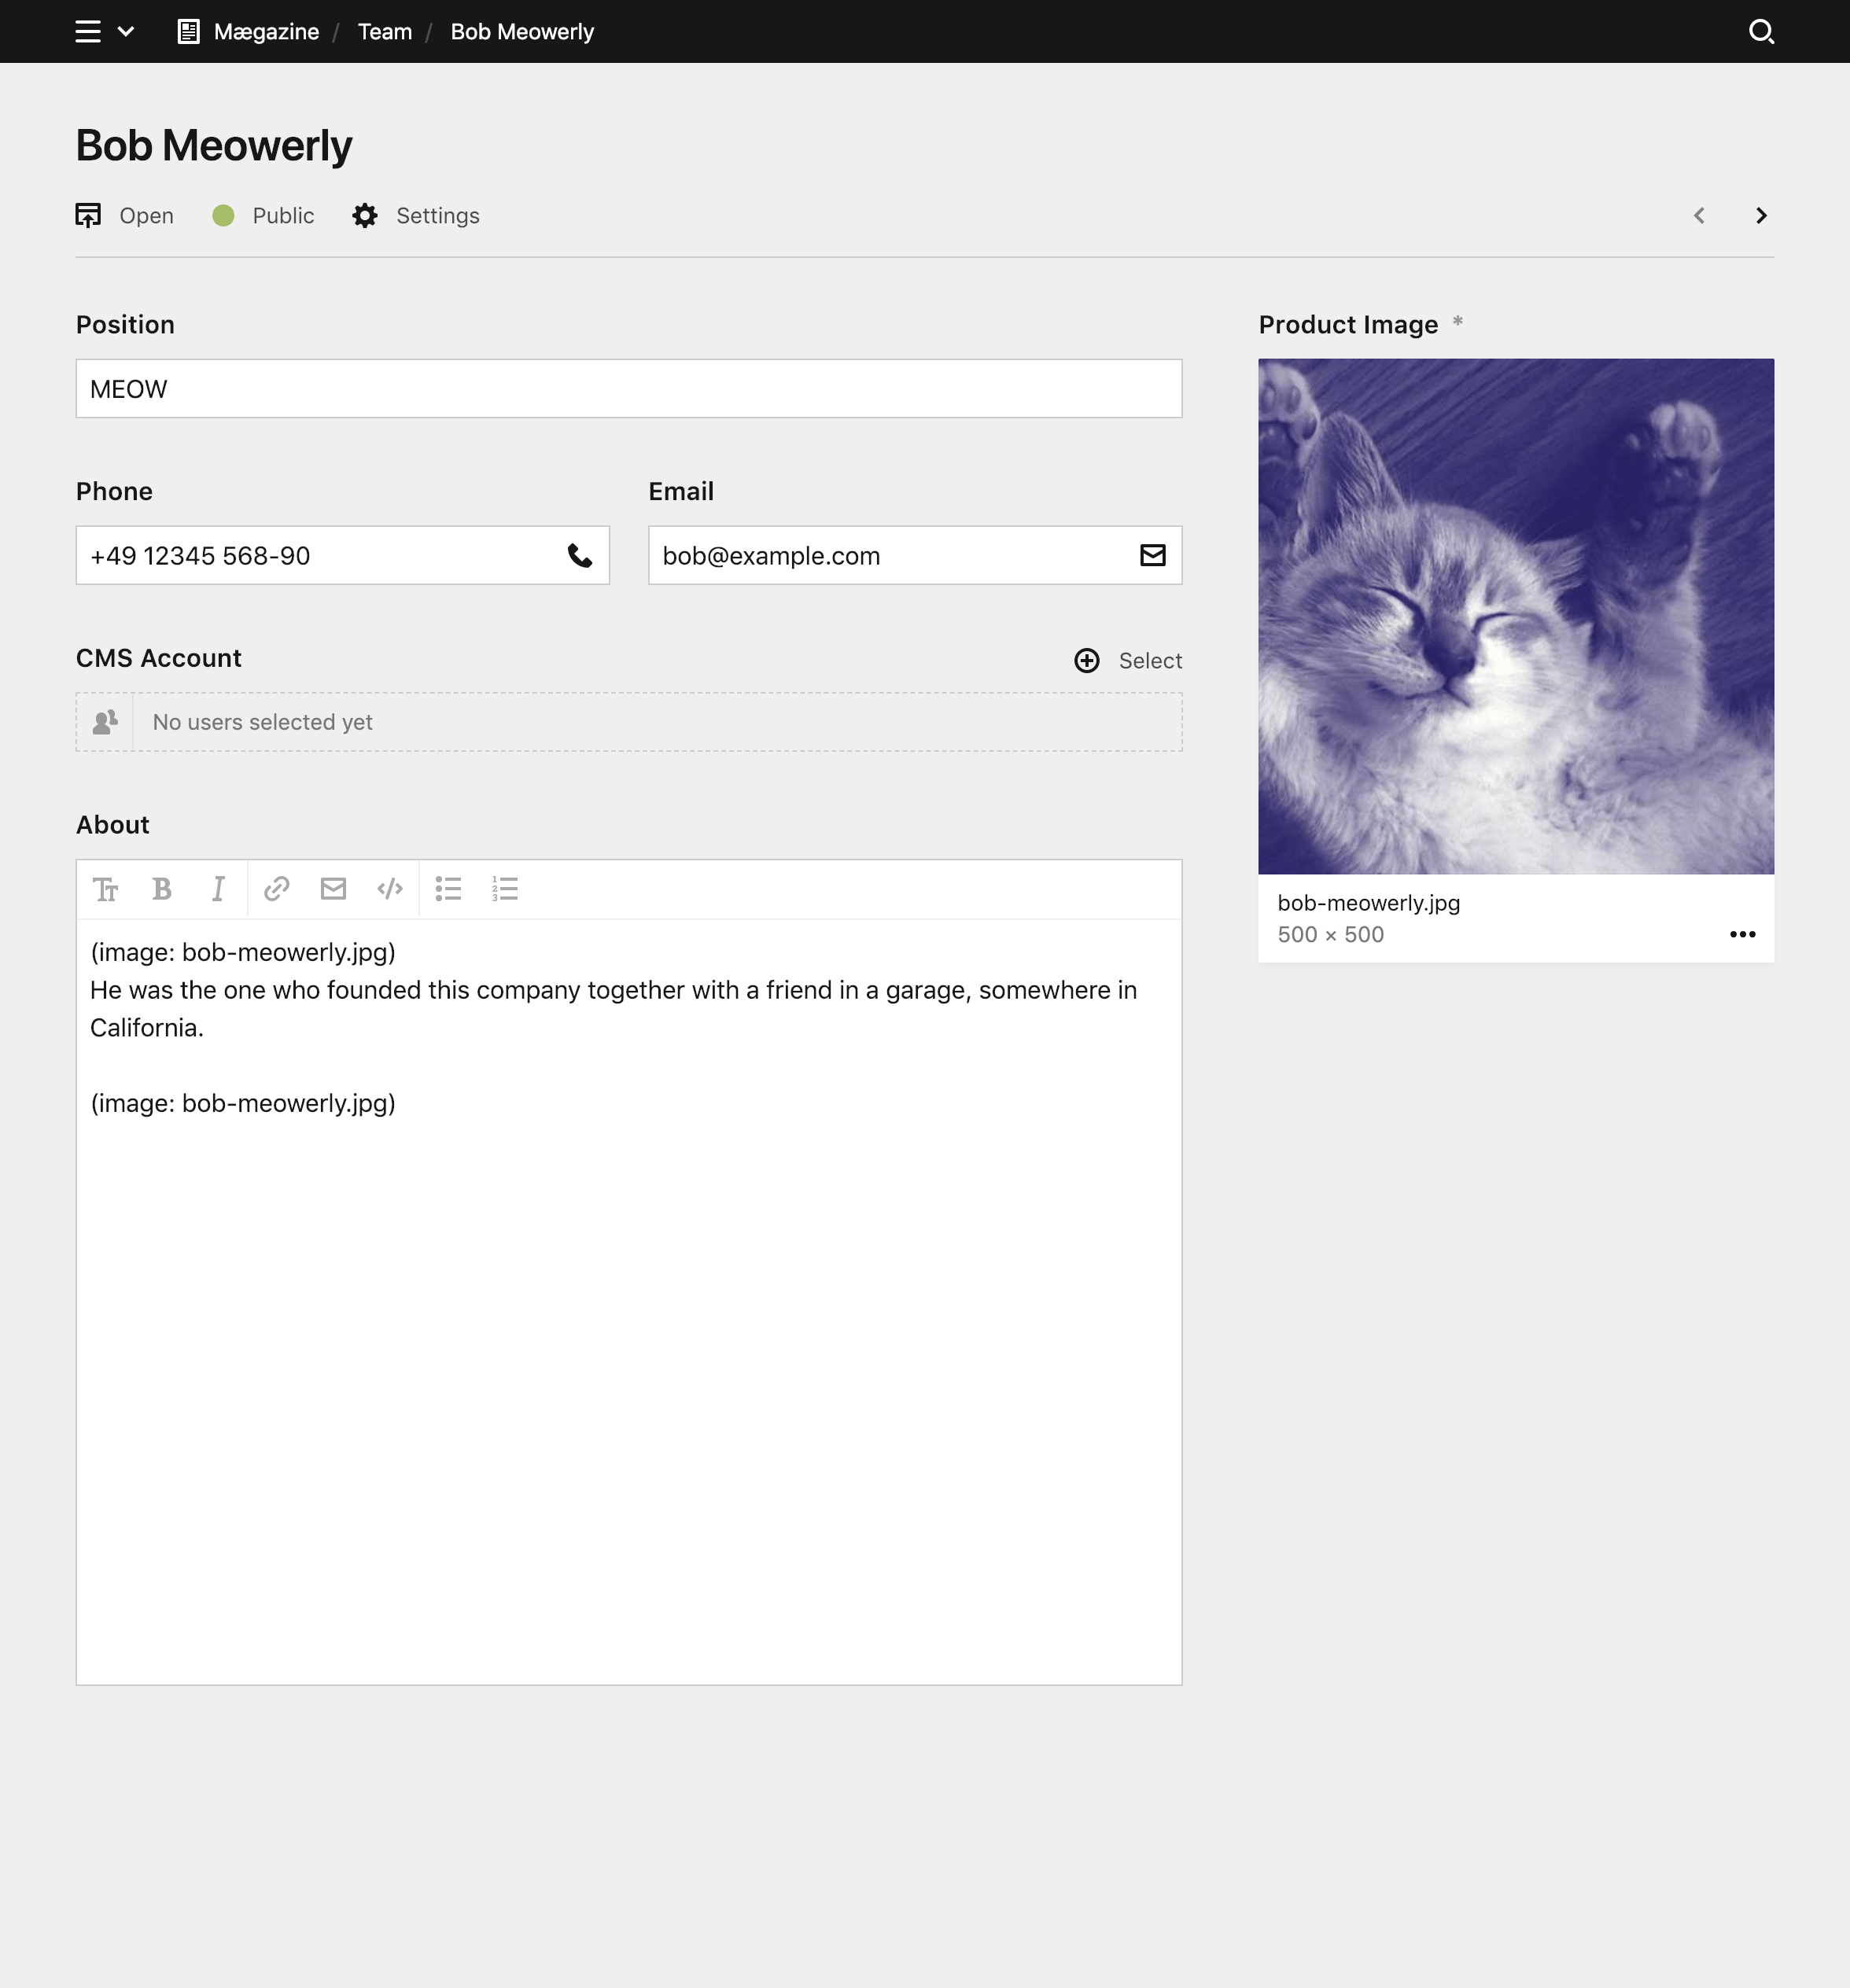 Mægazine / Team / Bob Meowerly
Bob Meowerly
Open Public Settings
Position
MEOW
Phone
+49 12345 568-90
Email
bob@example.com
CMS Account
Select
No users selected yet
About
(image: bob-meowerly.jpg)
He was the one who founded this company together with a friend in a garage, somewhere in
California.
(image: bob-meowerly.jpg)
Product Image *
bob-meowerly.jpg
500 × 500